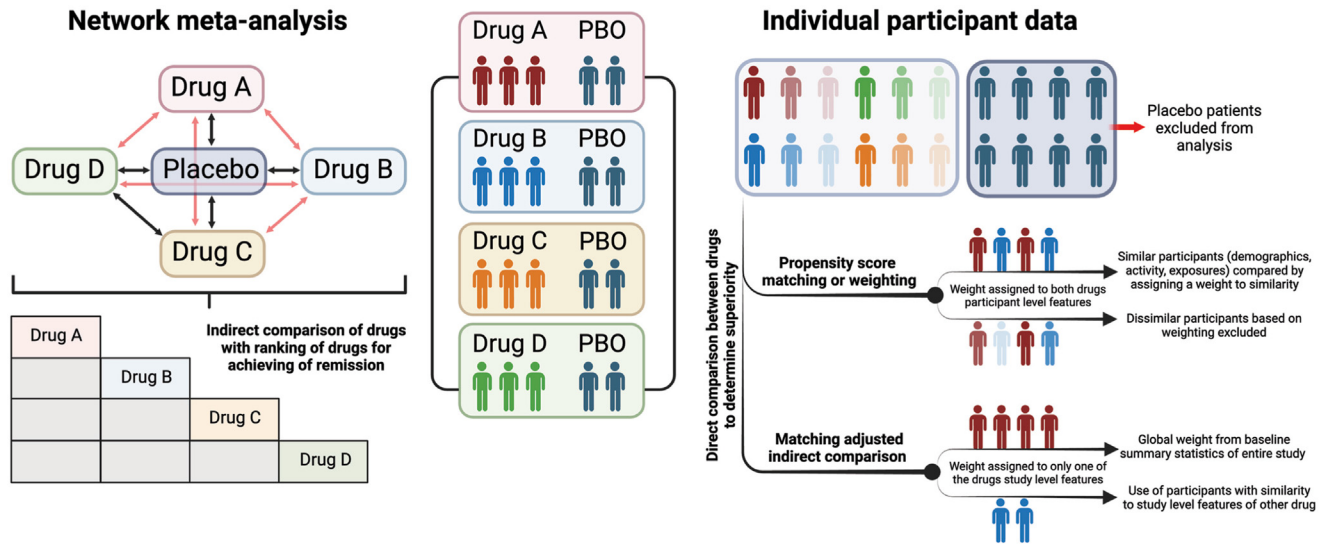 Network meta-analysis
Drug A
Drug D
Placebo
Drug B
Drug C
Indirect comparison of drugs
with ranking of drugs for
achieving of remission
Drug A
Drug B
Drug C
Drug D
Drug A PBO
Drug B PBO
Drug C PBO
Drug D PBO
Individual participant data
Placebo patients
excluded from
analysis
Direct comparison between drugs
to determine superiority
Propensity score
matching or weighting
Weight assigned to both drugs
participant level features
Similar participants (demographics,
activity, exposures) compared by
assigning a weight to similarity
Dissimilar participants based on
weighting excluded
Matching adjusted
indirect comparison
Weight assigned to only one of
the drugs study level features
Global weight from baseline
summary statistics of entire study
Use of participants with similarity
to study level features of other drug